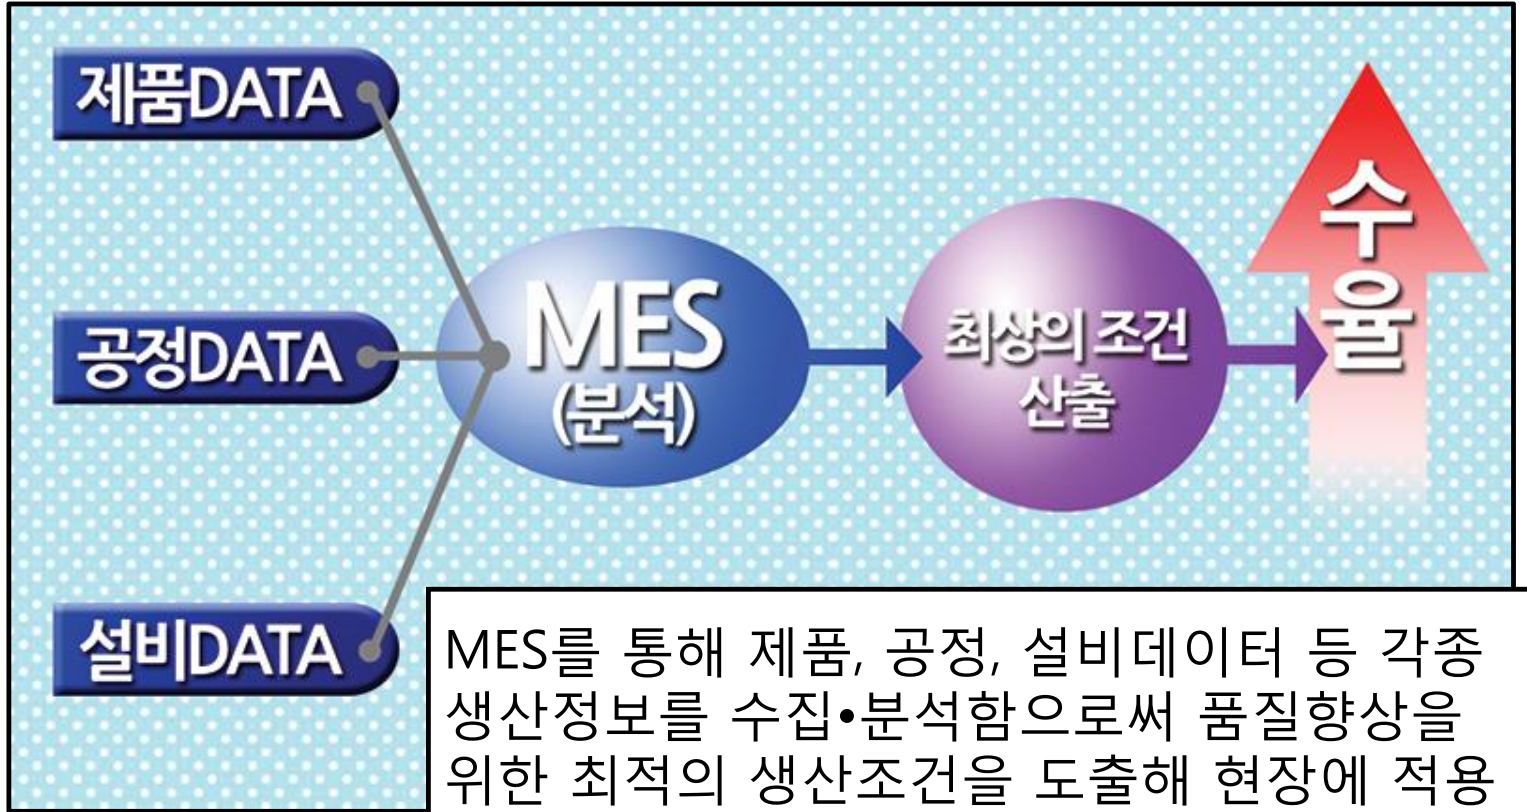 제품DATA
공정DATA
설비DATA
MES
(분석)
최상의 조건
산출
수율
MES를 통해 제품, 공정, 설비데이터 등 각종
생산정보를 수집•분석함으로써 품질향상을
위한 최적의 생산조건을 도출해 현장에 적용